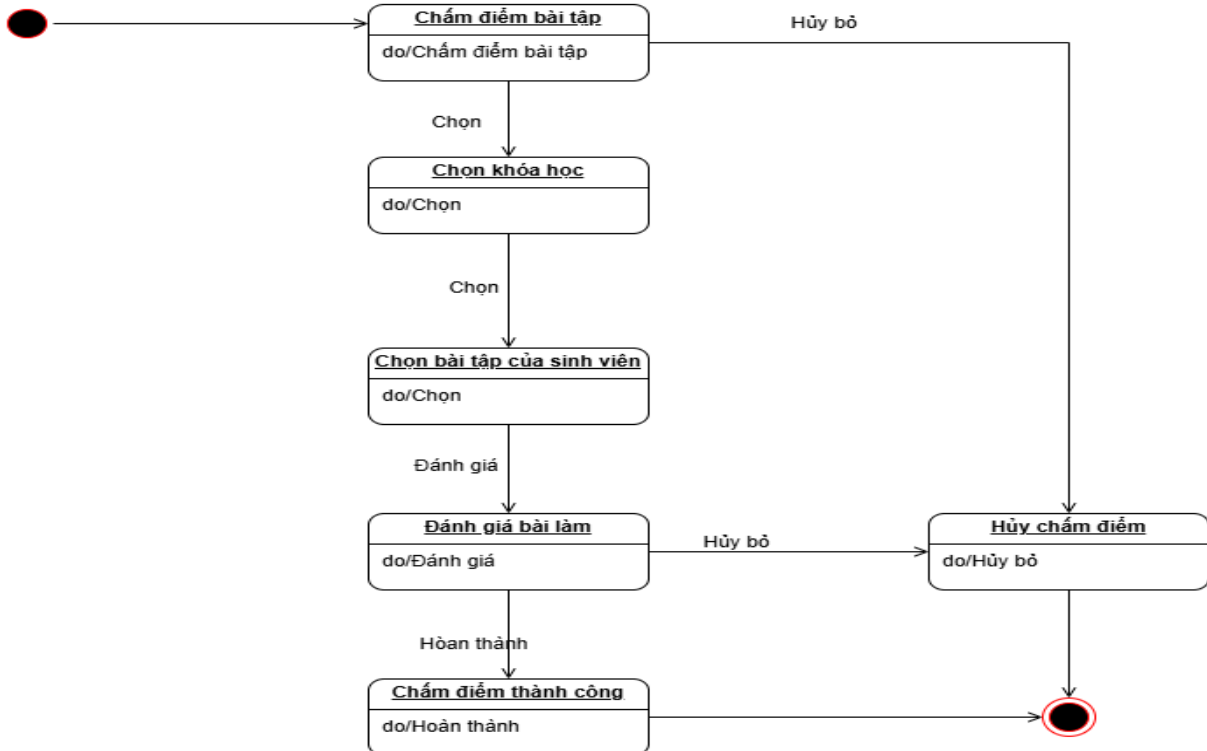 Chấm điểm bài tập
do/Chấm điểm bài tập
Hủy bỏ
Chọn
Chọn khóa học
do/Chọn
Chọn
Chọn bài tập của sinh viên
do/Chọn
Đánh giá
Đánh giá bài làm
do/Đánh giá
Hủy bỏ
Hủy chấm điểm
do/Hủy bỏ
Hòan thành
Chấm điểm thành công
do/Hoàn thành